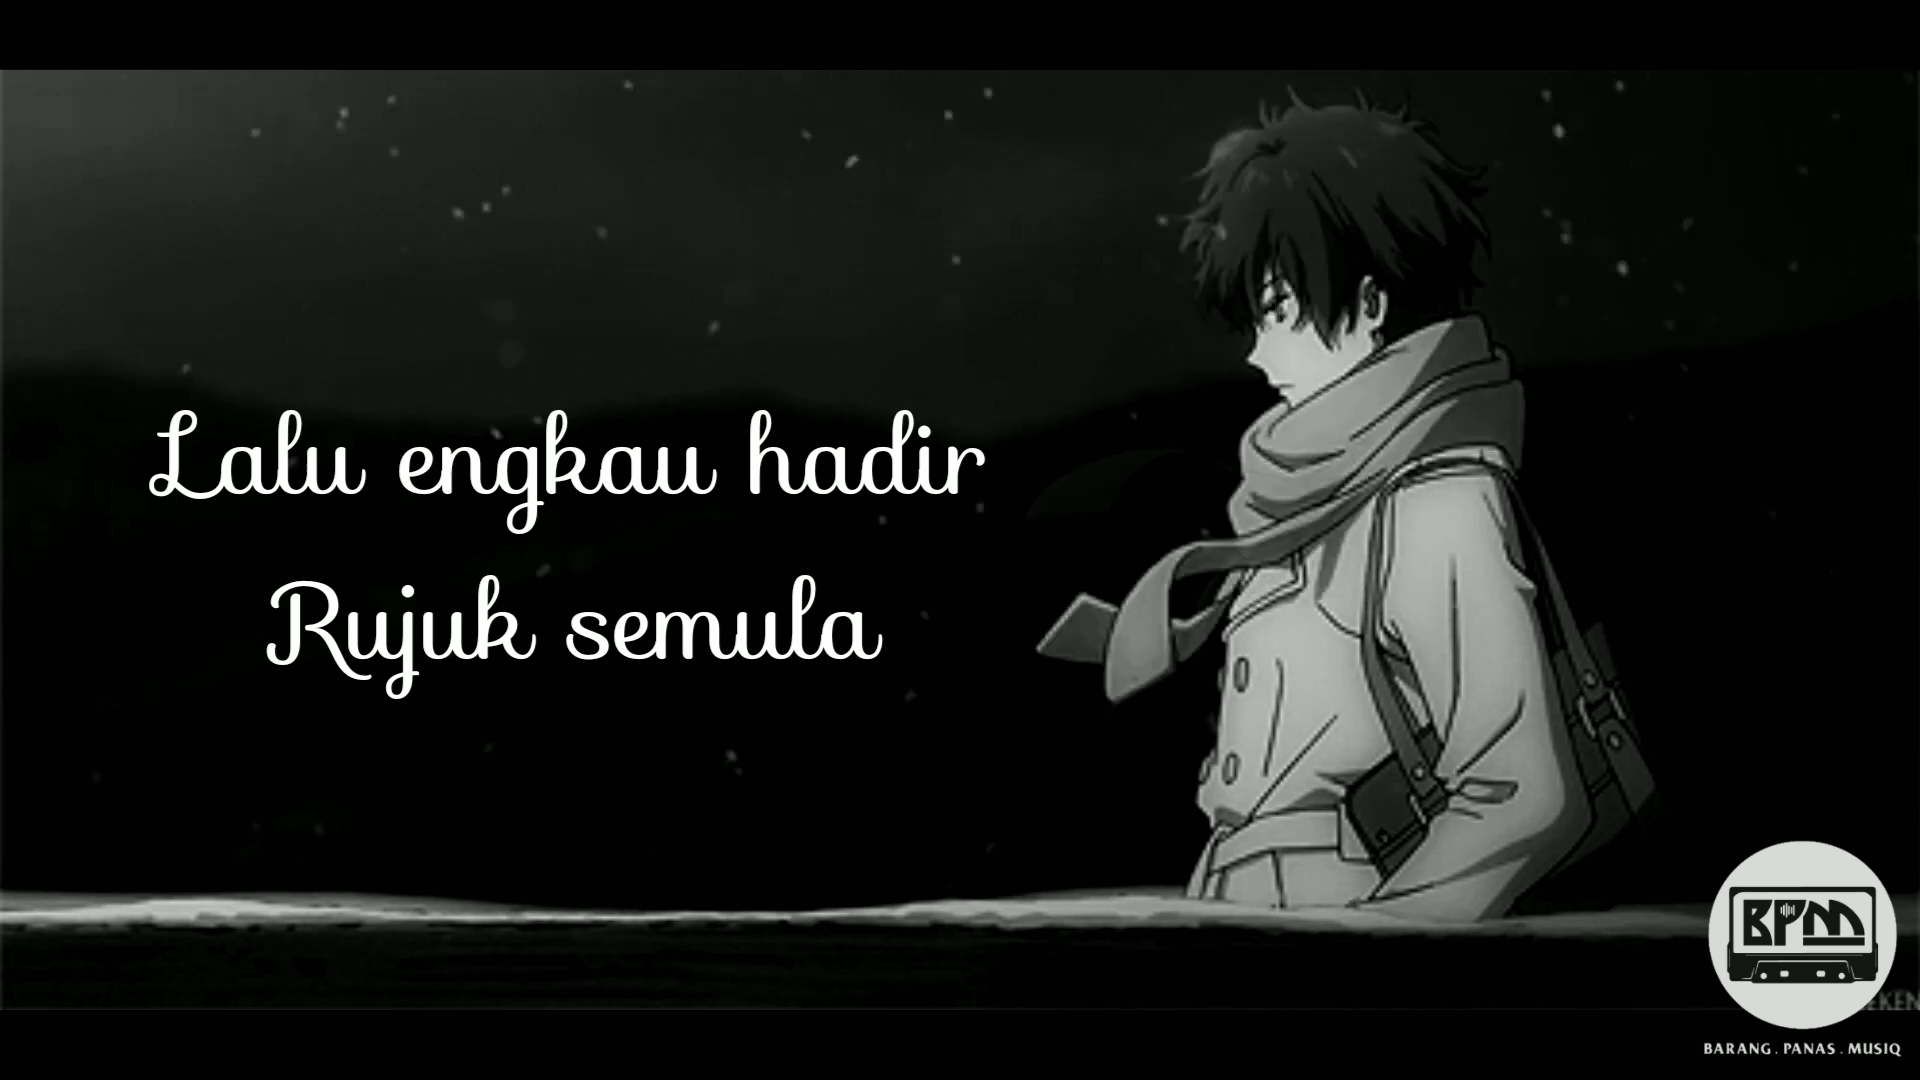 Lalu engkau hadir
Rujuk semula
BPM
BARANG . PANAS . MUSIQ